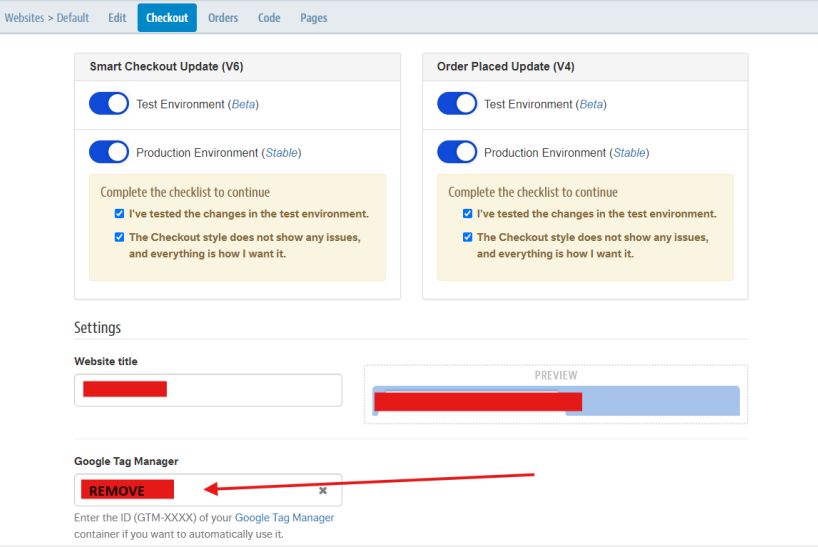 Websites > Default Edit Checkout Orders Code Pages
Smart Checkout Update (V6)
Test Environment (Beta)
Production Environment (Stable)
Complete the checklist to continue
I've tested the changes in the test environment.
The Checkout style does not show any issues,
and everything is how I want it.
Order Placed Update (V4)
Test Environment (Beta)
Production Environment (Stable)
Complete the checklist to continue
I've tested the changes in the test environment.
The Checkout style does not show any issues,
and everything is how I want it.
Settings
Website title
PREVIEW
Google Tag Manager
REMOVE
Enter the ID (GTM-XXXX) of your Google Tag Manager
container if you want to automatically use it.